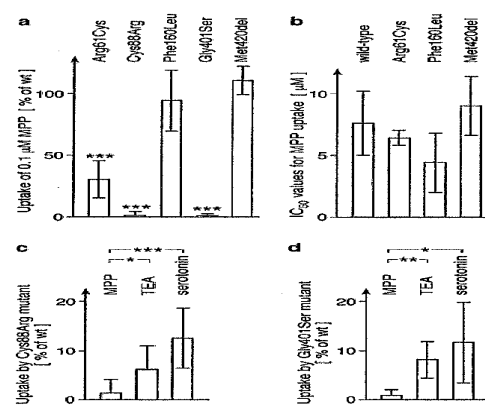 a
Arg61Cys
Cys88Arg
Phe160Leu
Gly401Ser
Met420del
Uptake of 0.1 µM MPP [ % of wt ]
100
50
0
***
***
***
b
wild-type
Arg61Cys
Phe160Leu
Met420del
IC50 values for MPP uptake [ µM ]
10
5
0
c
***
*
MPP
TEA
serotonin
Uptake by Cys88Arg mutant
[ % of wt ]
20
10
0
d
*
**
MPP
TEA
serotonin
Uptake by Gly401Ser mutant
[ % of wt ]
20
10
0